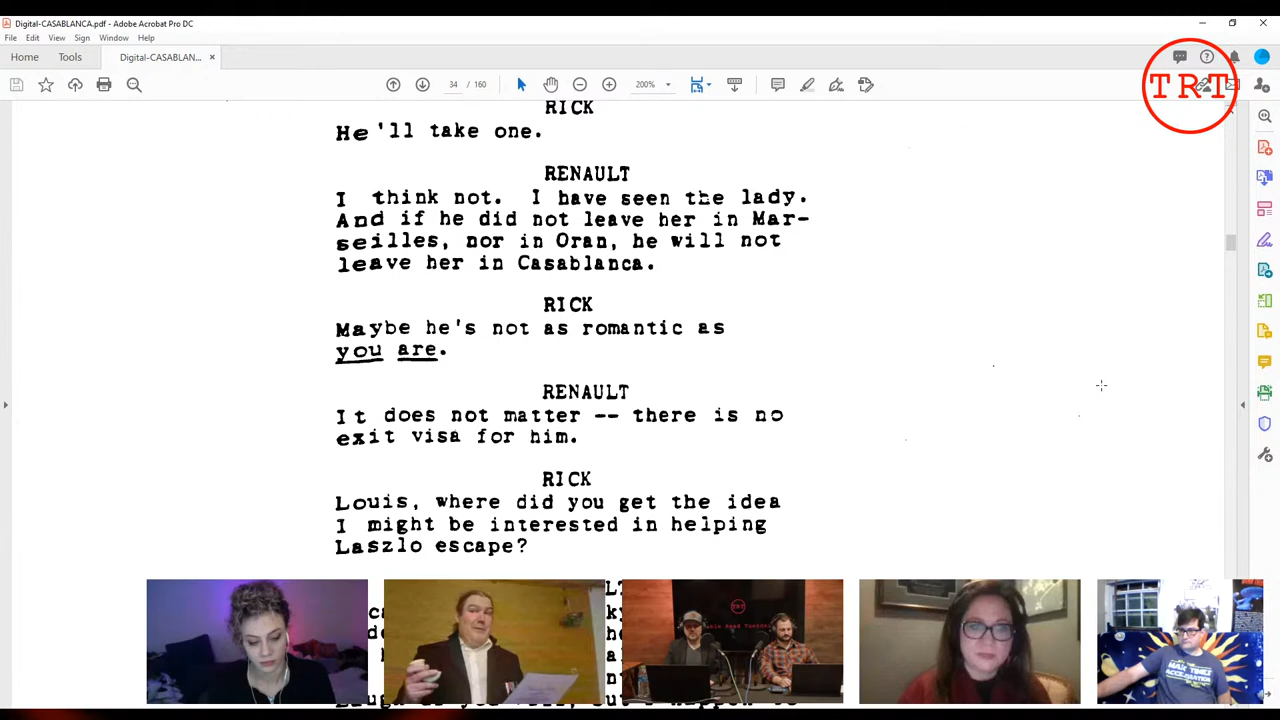 Digital-CASABLANCA.pdf - Adobe Acrobat Pro DC
File Edit View Sign Window Help
Home Tools Digital-CASABLAN... ×
34 / 160 200%
TRT
RICK
He'll take one.
RENAULT
I think not. I have seen the lady.
And if he did not leave her in Mar-
seilles, nor in Oran, he will not
leave her in Casablanca.
RICK
Maybe he's not as romantic as
you are.
RENAULT
It does not matter -- there is no
exit visa for him.
RICK
Louis, where did you get the idea
I might be interested in helping
Laszlo escape?
TRT
MAX TIMES
ACCELERATION